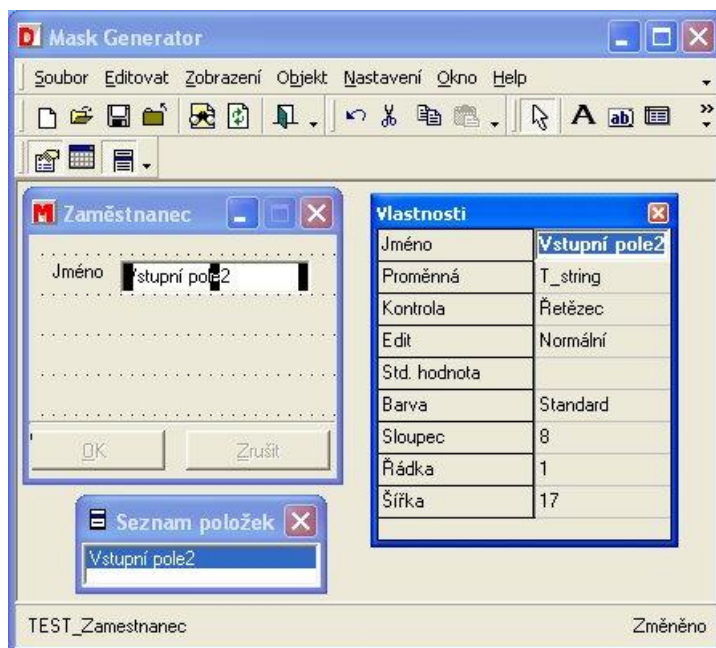 Mask Generator
Soubor Editovat Zobrazení Objekt Nastavení Okno Help
A ab
Zaměstnanec
Jméno Vstupní pole2
OK Zrušit
Vlastnosti
Jméno Vstupní pole2
Proměnná T_string
Kontrola Řetězec
Edit Normální
Std. hodnota
Barva Standard
Sloupec 8
Řádka 1
Šířka 17
Seznam položek
Vstupní pole2
TEST_Zamestnanec Změněno